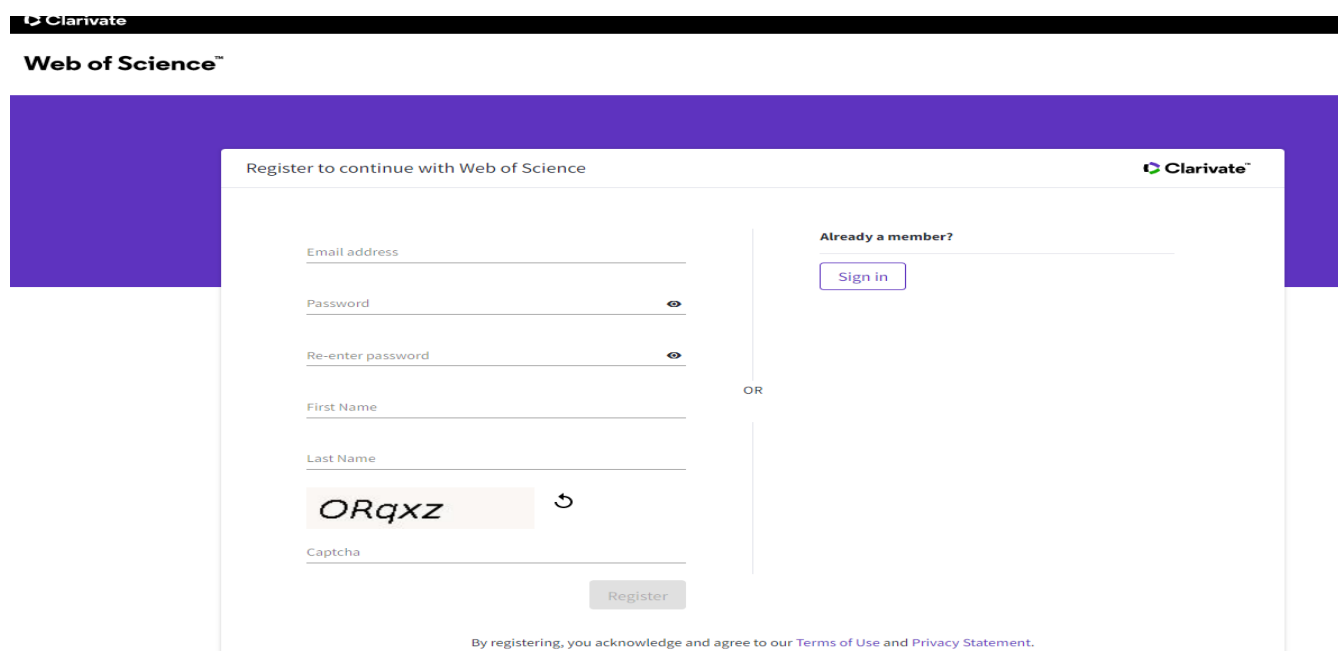 Clarivate
Web of Science™
Register to continue with Web of Science
Clarivate™
Email address
Password
Re-enter password
First Name
Last Name
ORqxz
Captcha
Register
OR
Already a member?
Sign in
By registering, you acknowledge and agree to our Terms of Use and Privacy Statement.